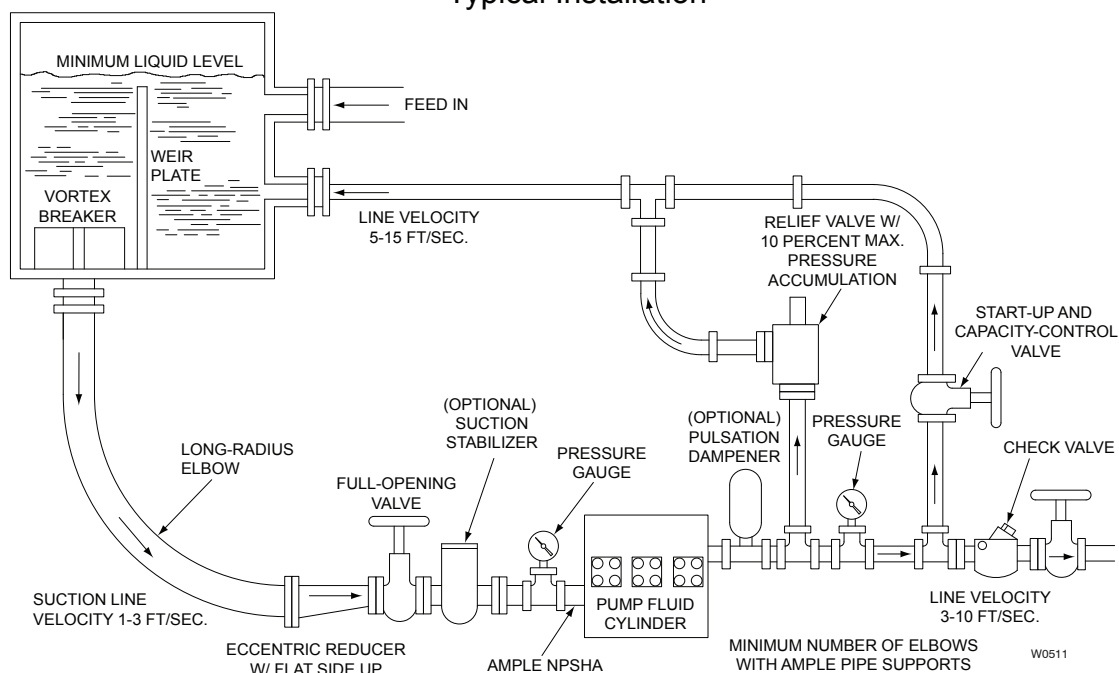 Typical Installation
MINIMUM LIQUID LEVEL
FEED IN
WEIR
PLATE
VORTEX
BREAKER
LINE VELOCITY
5-15 FT/SEC.
RELIEF VALVE W/
10 PERCENT MAX.
PRESSURE
ACCUMULATION
START-UP AND
CAPACITY-CONTROL
VALVE
(OPTIONAL)
SUCTION
STABILIZER
(OPTIONAL)
PULSATION
DAMPENER
PRESSURE
GAUGE
CHECK VALVE
LONG-RADIUS
ELBOW
FULL-OPENING
VALVE
PRESSURE
GAUGE
SUCTION LINE
VELOCITY 1-3 FT/SEC.
PUMP FLUID
CYLINDER
LINE VELOCITY
3-10 FT/SEC.
ECCENTRIC REDUCER
W/ FLAT SIDE UP
AMPLE NPSHA
MINIMUM NUMBER OF ELBOWS
WITH AMPLE PIPE SUPPORTS
W0511